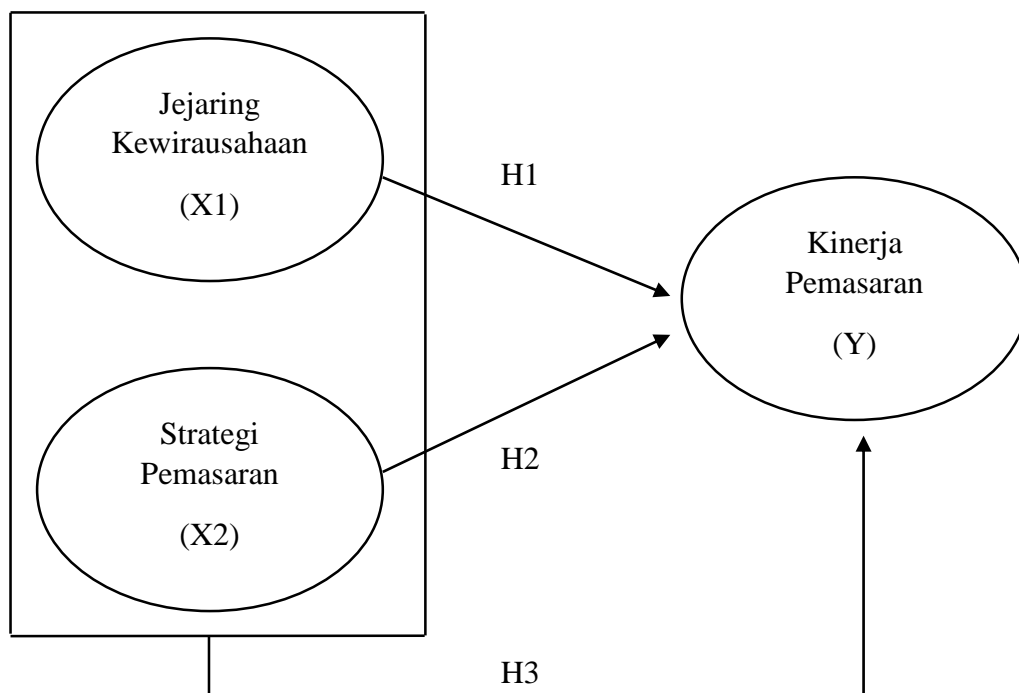 Jejaring
Kewirausahaan
(X1)
H1
Kinerja
Pemasaran
(Y)
Strategi
Pemasaran
(X2)
H2
H3